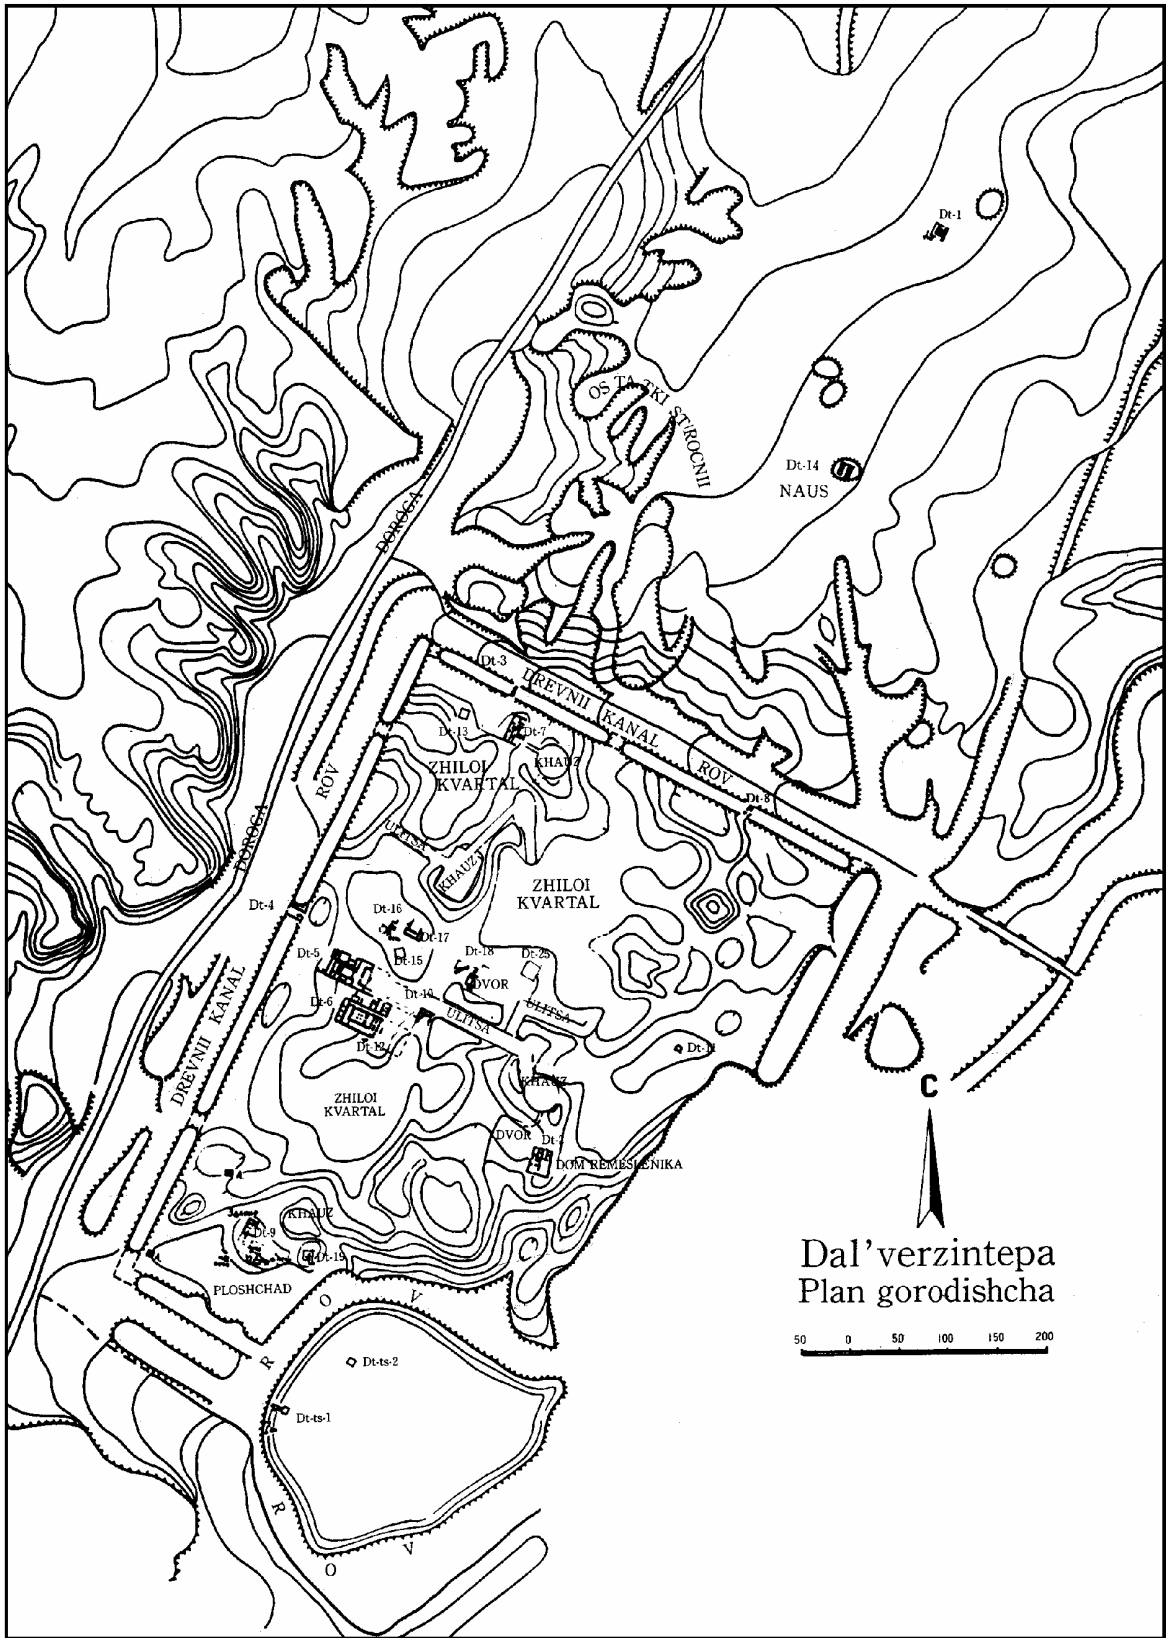 Dt-1
OS TA TKI ST'ROCNII
Dt-14
NAUS
DOROGA
Dt-3
DREVNII KANAL
ROV
Dt-13
Dt-7
ZHILOI
KVARTAL
KHAUZ
ROV
Dt-8
ULITSA
KHAUZ
DOROGA
ZHILOI
KVARTAL
Dt-4
Dt-16
Dt-17
Dt-5
Dt-15
Dt-18
Dt-25
DVOR
Dt-6
Dt-10
ULITSA
ULITSA
Dt-12
Dt-11
DREVNII KANAL
KHAUZ
C
ZHILOI
KVARTAL
DVOR
DOM REMESLENIKA
A
KHAUZ
Dt-9
Dt-19
A
PLOSHCHAD
Dal'verzintepa
Plan gorodishcha
50 0 50 100 150 200
R O V
Dt-ts-2
Dt-ts-1
R O V